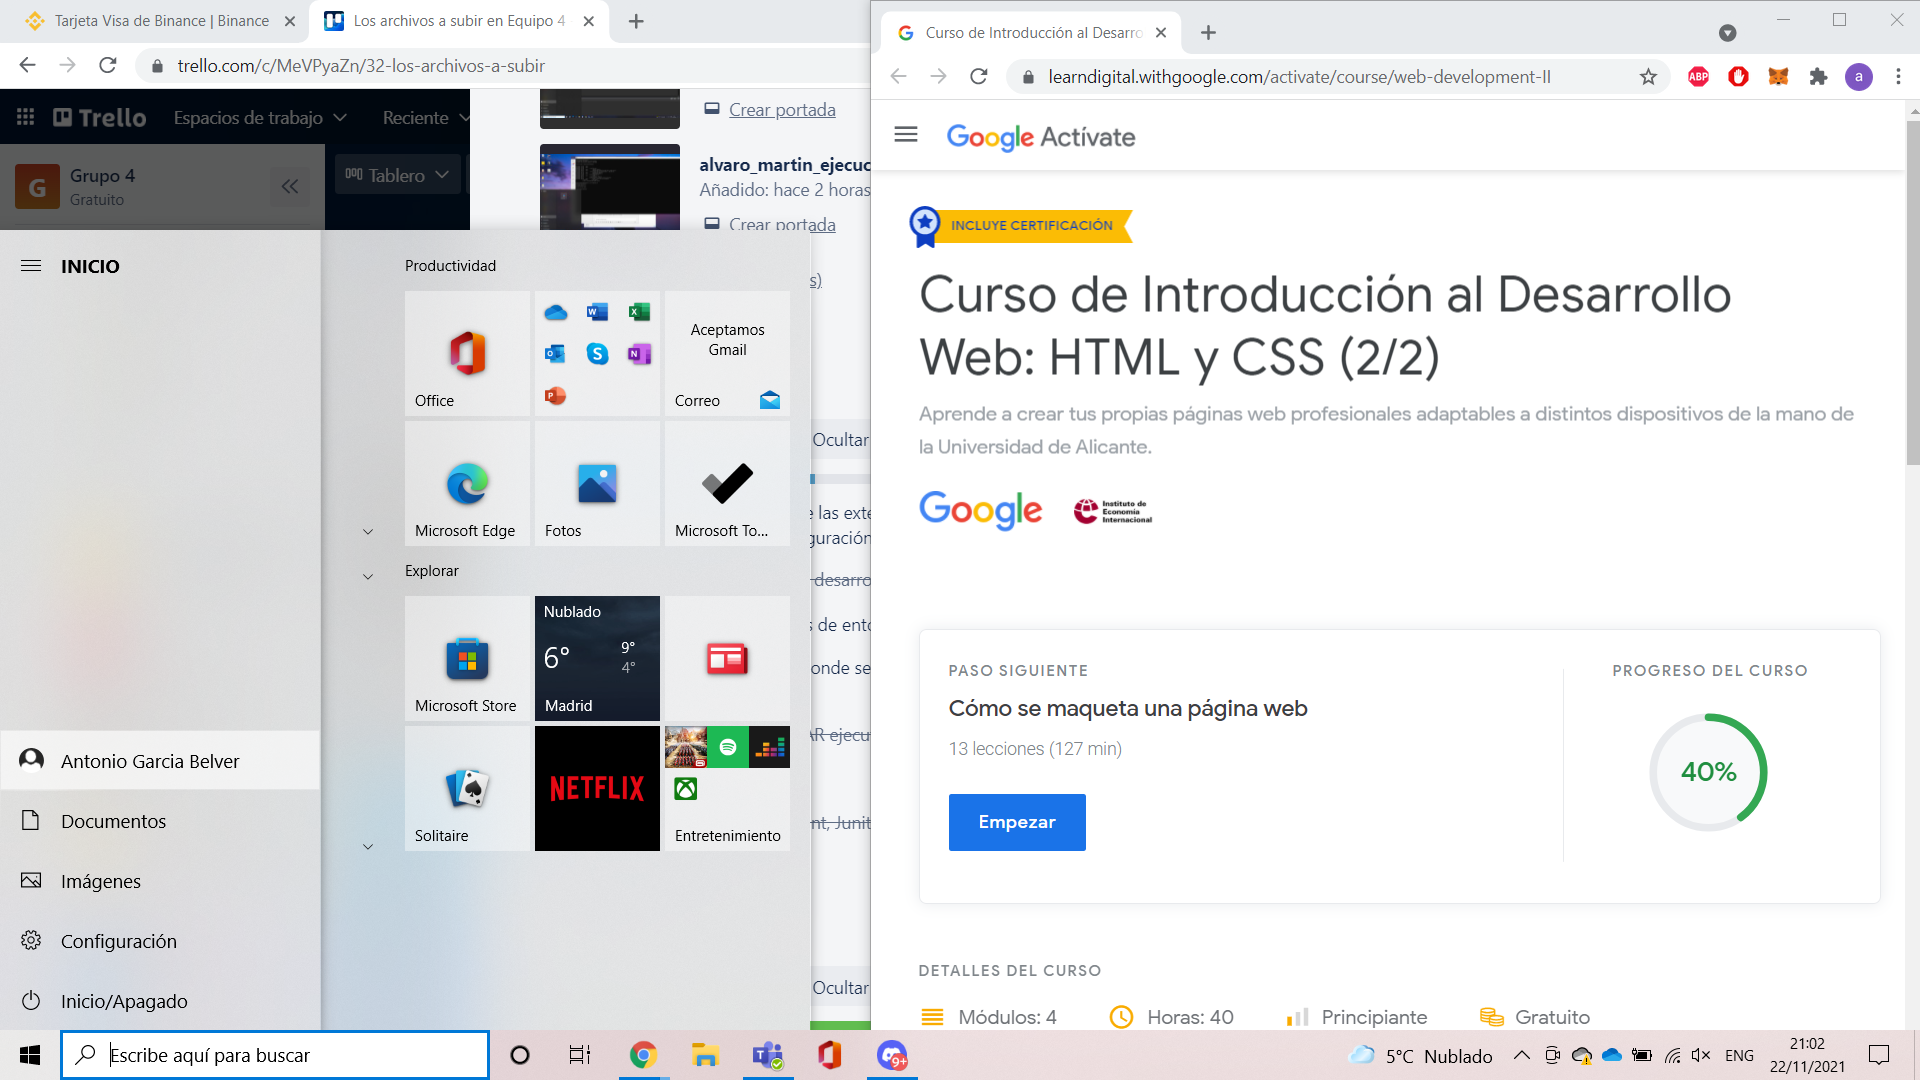 Tarjeta Visa de Binance | Binance
Los archivos a subir en Equipo 4
trello.com/c/MeVPyaZn/32-los-archivos-a-subir
Trello
Espacios de trabajo
Reciente
Grupo 4
Gratuito
Tablero
Crear portada
alvaro_martin_ejecuc
Añadido: hace 2 horas
Crear portada
s)
Ocultar
e las exte
guración
desarro
s de ento
onde se
AR ejecu
nt, Junit
Ocultar
INICIO
Antonio Garcia Belver
Documentos
Imágenes
Configuración
Inicio/Apagado
Productividad
Office
Aceptamos
Gmail
Correo
Microsoft Edge
Fotos
Microsoft To...
Explorar
Microsoft Store
Nublado
6°
9°
4°
Madrid
Solitaire
NETFLIX
Entretenimiento
Curso de Introducción al Desarro
learndigital.withgoogle.com/activate/course/web-development-II
ABP
a
Google Actívate
INCLUYE CERTIFICACIÓN
Curso de Introducción al Desarrollo
Web: HTML y CSS (2/2)
Aprende a crear tus propias páginas web profesionales adaptables a distintos dispositivos de la mano de
la Universidad de Alicante.
Google
Instituto de
Economía
Internacional
PASO SIGUIENTE
Cómo se maqueta una página web
13 lecciones (127 min)
Empezar
PROGRESO DEL CURSO
40%
DETALLES DEL CURSO
Módulos: 4
Horas: 40
Principiante
Gratuito
Escribe aquí para buscar
9+
5°C Nublado
ENG
21:02
22/11/2021